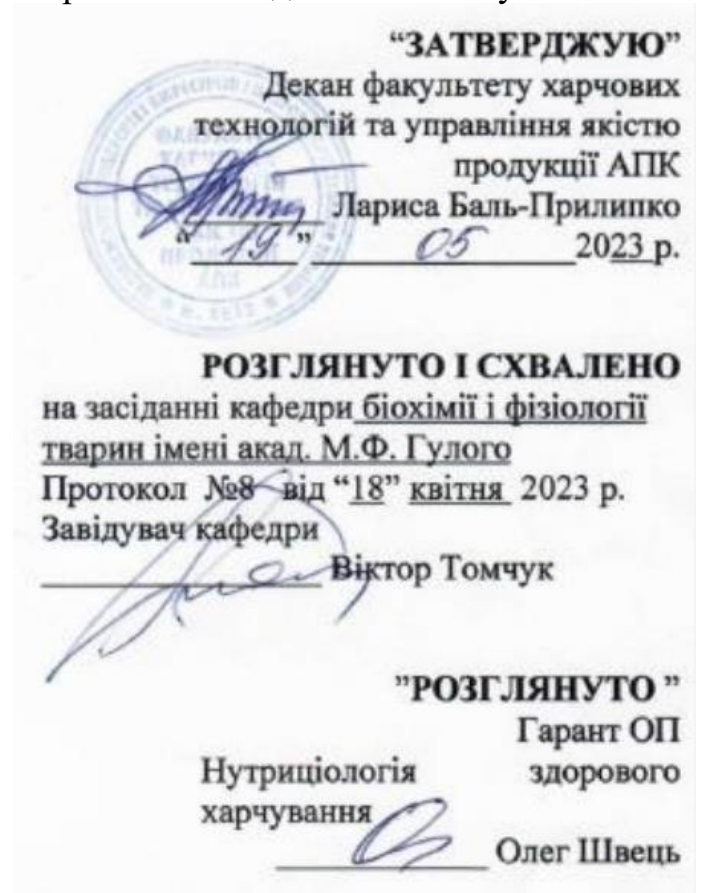 “ЗАТВЕРДЖУЮ”
Декан факультету харчових
технологій та управління якістю
продукції АПК
Лариса Баль-Прилипко
“ 19 ” 05 2023 р.
РОЗГЛЯНУТО І СХВАЛЕНО
на засіданні кафедри біохімії і фізіології
тварин імені акад. М.Ф. Гулого
Протокол №8 від “18” квітня 2023 р.
Завідувач кафедри
Віктор Томчук
”РОЗГЛЯНУТО ”
Гарант ОП
Нутриціологія здорового
харчування
Олег Швець